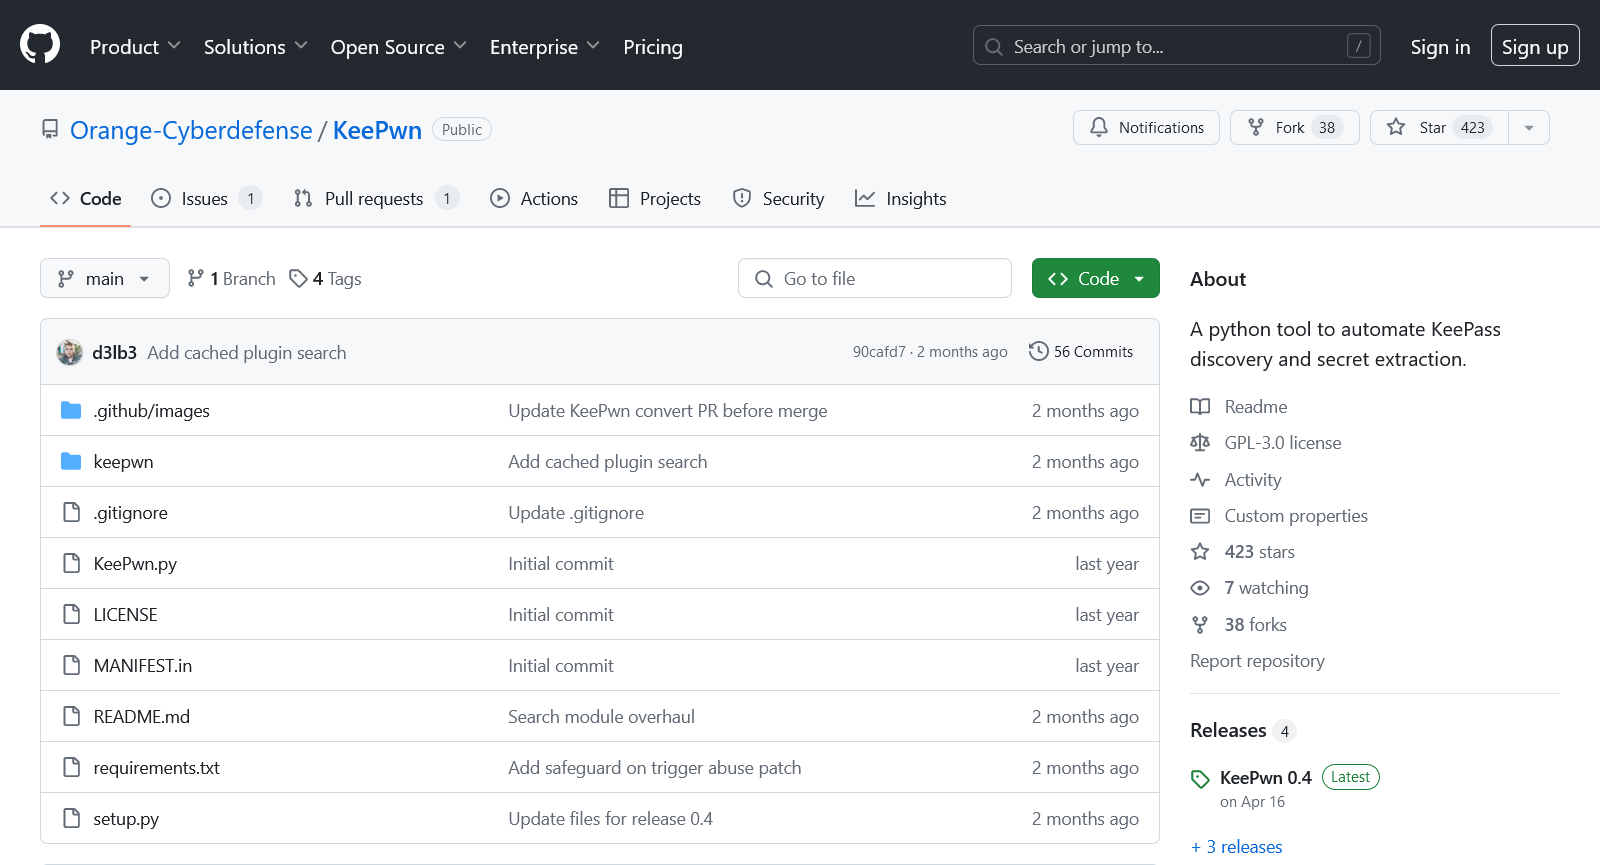 Product Solutions Open Source Enterprise Pricing Search or jump to... / Sign in Sign up
Orange-Cyberdefense / KeePwn Public Notifications Fork 38 Star 423
Code Issues 1 Pull requests 1 Actions Projects Security Insights
main 1 Branch 4 Tags Go to file Code
d3lb3 Add cached plugin search 90cafd7 · 2 months ago 56 Commits
.github/images Update KeePwn convert PR before merge 2 months ago
keepwn Add cached plugin search 2 months ago
.gitignore Update .gitignore 2 months ago
KeePwn.py Initial commit last year
LICENSE Initial commit last year
MANIFEST.in Initial commit last year
README.md Search module overhaul 2 months ago
requirements.txt Add safeguard on trigger abuse patch 2 months ago
setup.py Update files for release 0.4 2 months ago
About
A python tool to automate KeePass
discovery and secret extraction.
Readme
GPL-3.0 license
Activity
Custom properties
423 stars
7 watching
38 forks
Report repository
Releases 4
KeePwn 0.4 Latest
on Apr 16
+ 3 releases